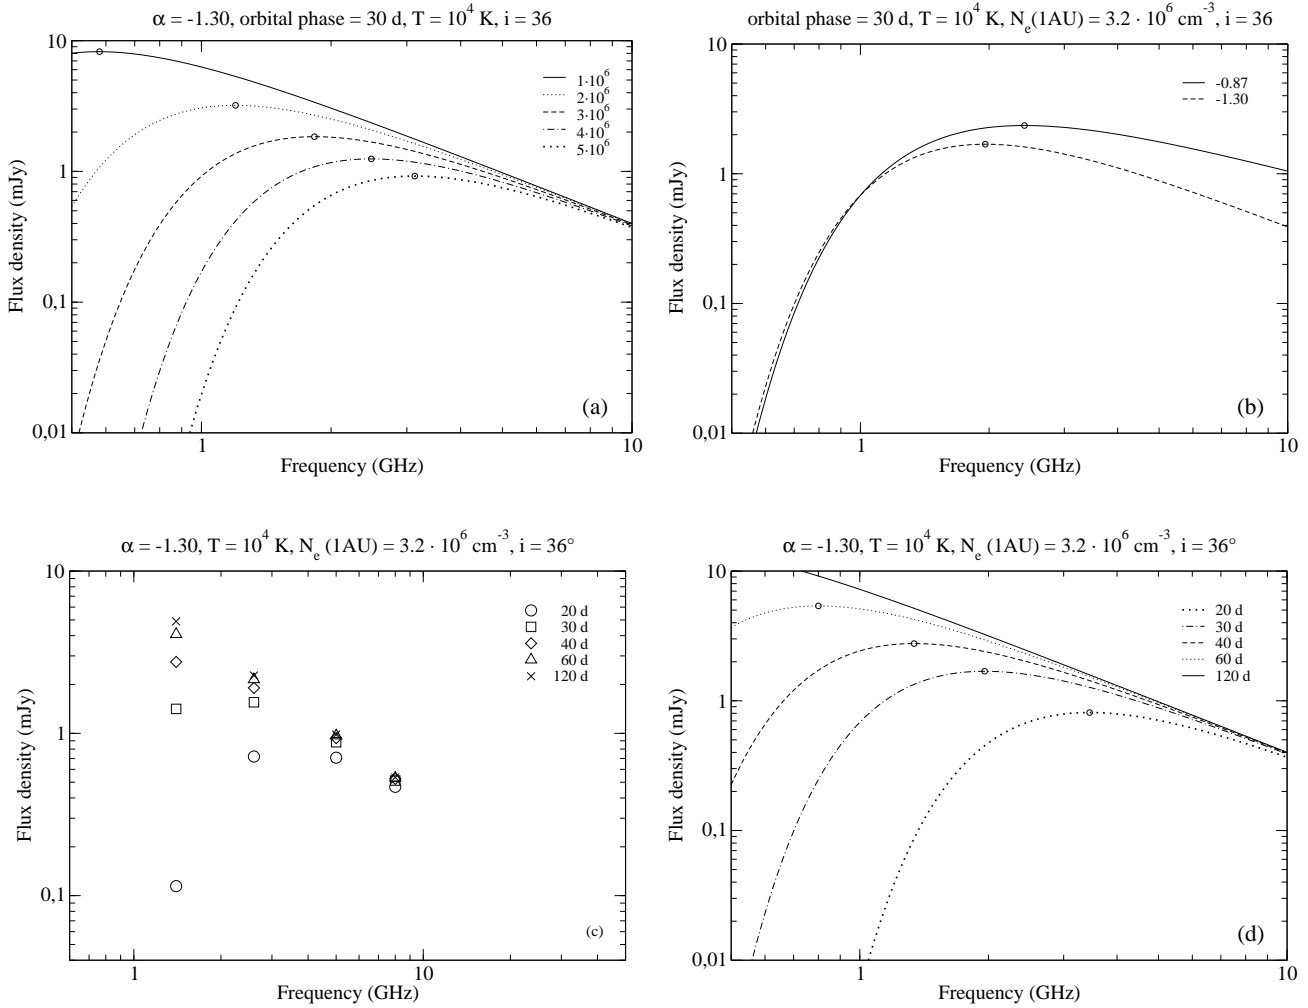 α = -1.30, orbital phase = 30 d, T = 10⁴ K, i = 36
10
1
0,1
0,01
Flux density (mJy)
1·10⁶
2·10⁶
3·10⁶
4·10⁶
5·10⁶
(a)
1
10
Frequency (GHz)
orbital phase = 30 d, T = 10⁴ K, Nₑ(1AU) = 3.2 · 10⁶ cm⁻³, i = 36
10
1
0,1
0,01
Flux density (mJy)
-0.87
-1.30
(b)
1
10
Frequency (GHz)
α = -1.30, T = 10⁴ K, Nₑ (1AU) = 3.2 · 10⁶ cm⁻³, i = 36°
10
1
0,1
Flux density (mJy)
20 d
30 d
40 d
60 d
120 d
(c)
1
10
Frequency (GHz)
α = -1.30, T = 10⁴ K, Nₑ (1AU) = 3.2 · 10⁶ cm⁻³, i = 36°
10
1
0,1
0,01
Flux density (mJy)
20 d
30 d
40 d
60 d
120 d
(d)
1
10
Frequency (GHz)